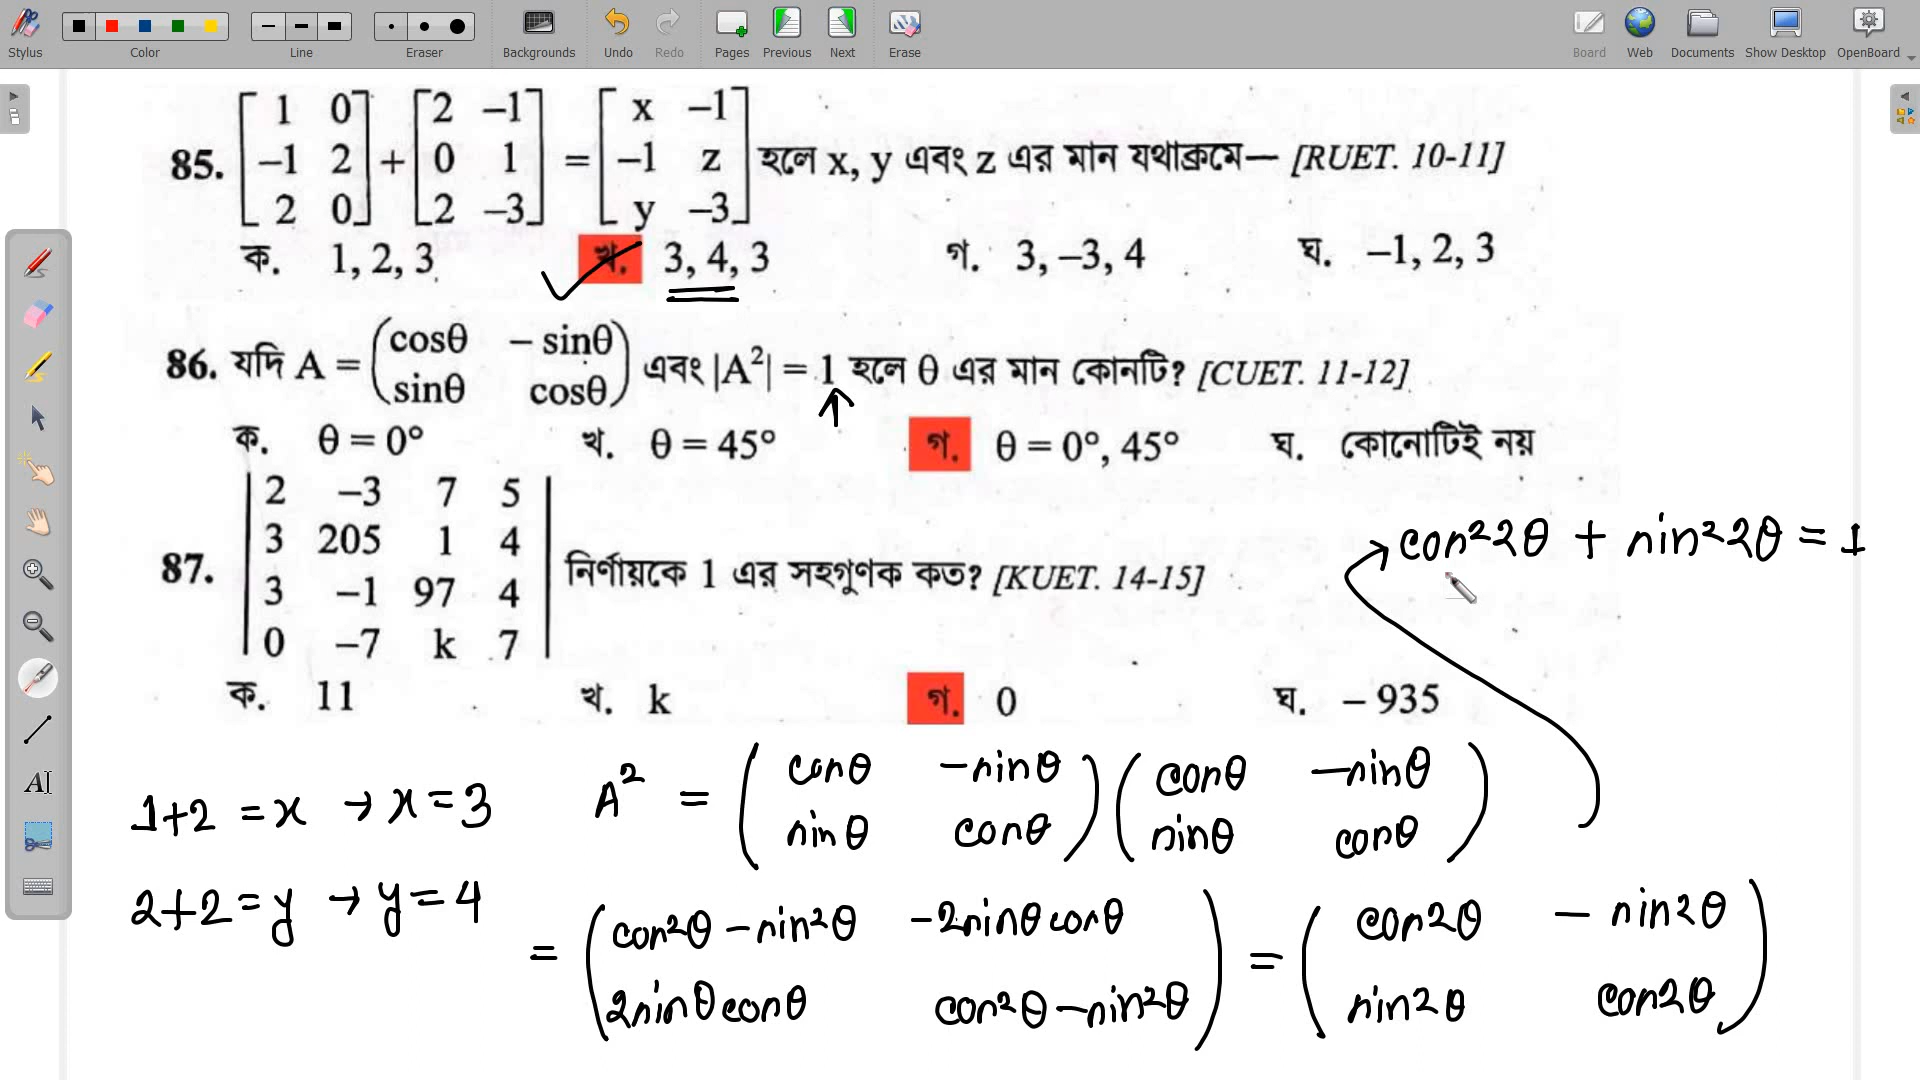 Stylus Color Line Eraser Backgrounds Undo Redo Pages Previous Next Erase Board Web Documents Show Desktop OpenBoard
85. [1 0; -1 2; 2 0] + [2 -1; 0 1; 2 -3] = [x -1; -1 z; y -3] হলে x, y এবং z এর মান যথাক্রমে— [RUET. 10-11]
ক. 1, 2, 3 খ. 3, 4, 3 গ. 3, –3, 4 ঘ. –1, 2, 3
86. যদি A = (cosθ – sinθ; sinθ cosθ) এবং |A²| = 1 হলে θ এর মান কোনটি? [CUET. 11-12]
ক. θ = 0° খ. θ = 45° গ. θ = 0°, 45° ঘ. কোনোটিই নয়
87. |2 –3 7 5; 3 205 1 4; 3 –1 97 4; 0 –7 k 7| নির্ণায়কে 1 এর সহগুণক কত? [KUET. 14-15]
ক. 11 খ. k গ. 0 ঘ. – 935
cos²2θ + sin²2θ = 1
1+2 = x → x = 3
2+2 = y → y = 4
A² = (cosθ -sinθ; sinθ cosθ) (cosθ -sinθ; sinθ cosθ)
= (cos²θ - sin²θ -2sinθcosθ; 2sinθcosθ cos²θ - sin²θ) = (cos2θ - sin2θ; sin2θ cos2θ)